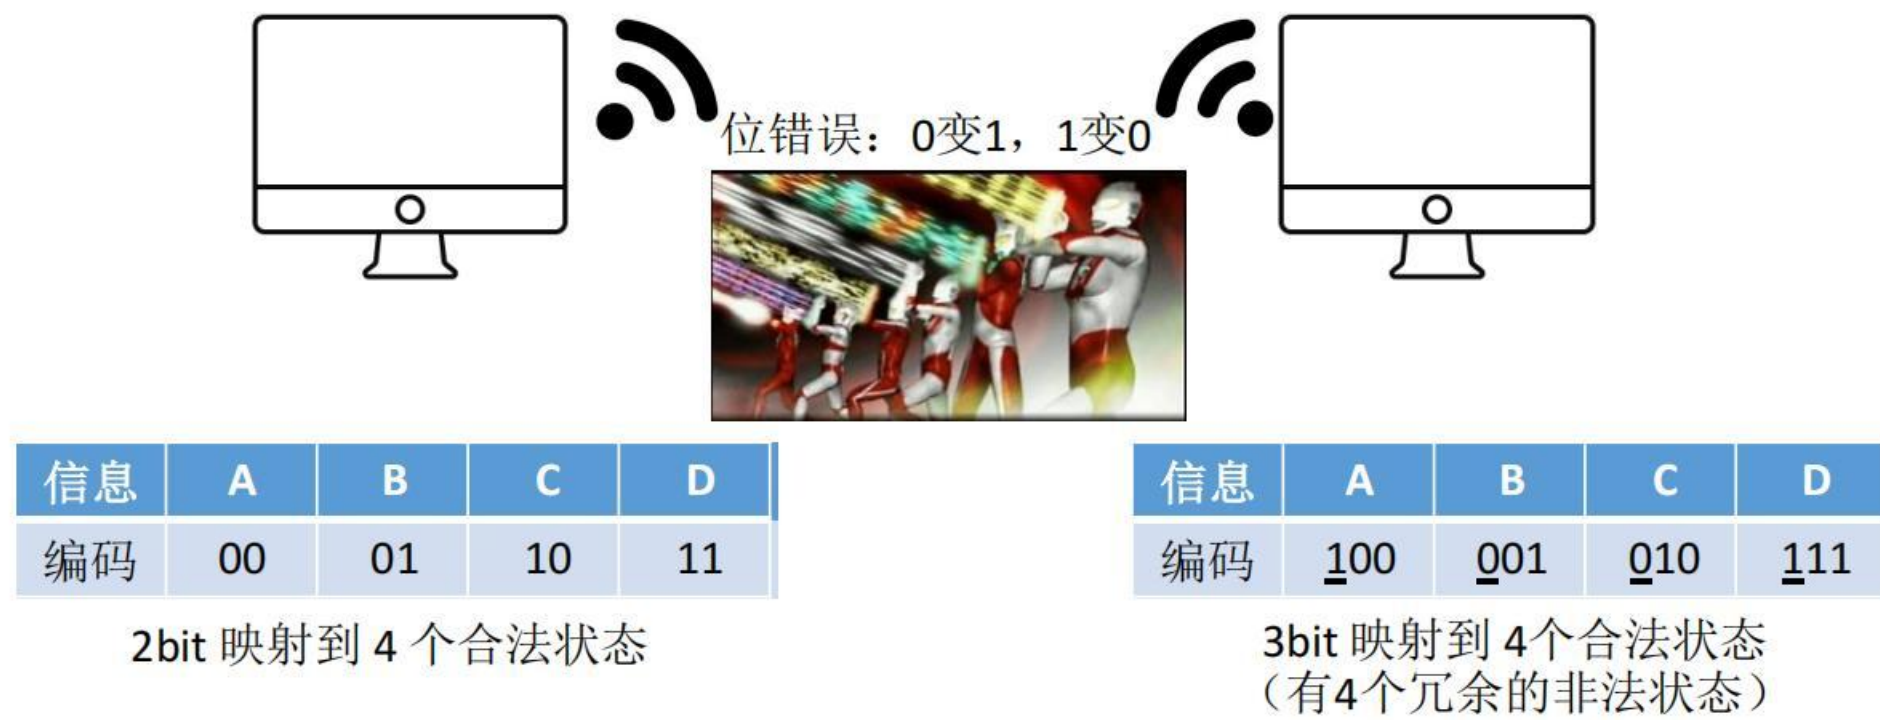 位错误：0变1，1变0
信息 A B C D
编码 00 01 10 11
2bit 映射到 4 个合法状态
信息 A B C D
编码 100 001 010 111
3bit 映射到 4个合法状态
（有4个冗余的非法状态）